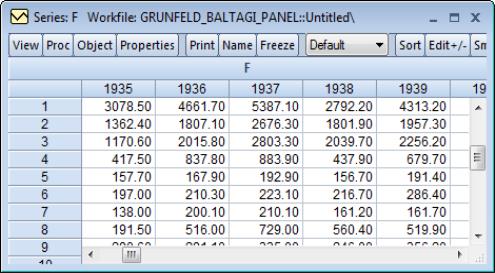 Series: F Workfile: GRUNFELD_BALTAGI_PANEL::Untitled\
View Proc Object Properties Print Name Freeze Default Sort Edit+/- Sm
F
1935 1936 1937 1938 1939 19
1 3078.50 4661.70 5387.10 2792.20 4313.20
2 1362.40 1807.10 2676.30 1801.90 1957.30
3 1170.60 2015.80 2803.30 2039.70 2256.20
4 417.50 837.80 883.90 437.90 679.70
5 157.70 167.90 192.90 156.70 191.40
6 197.00 210.30 223.10 216.70 286.40
7 138.00 200.10 210.10 161.20 161.70
8 191.50 516.00 729.00 560.40 519.90
9
10